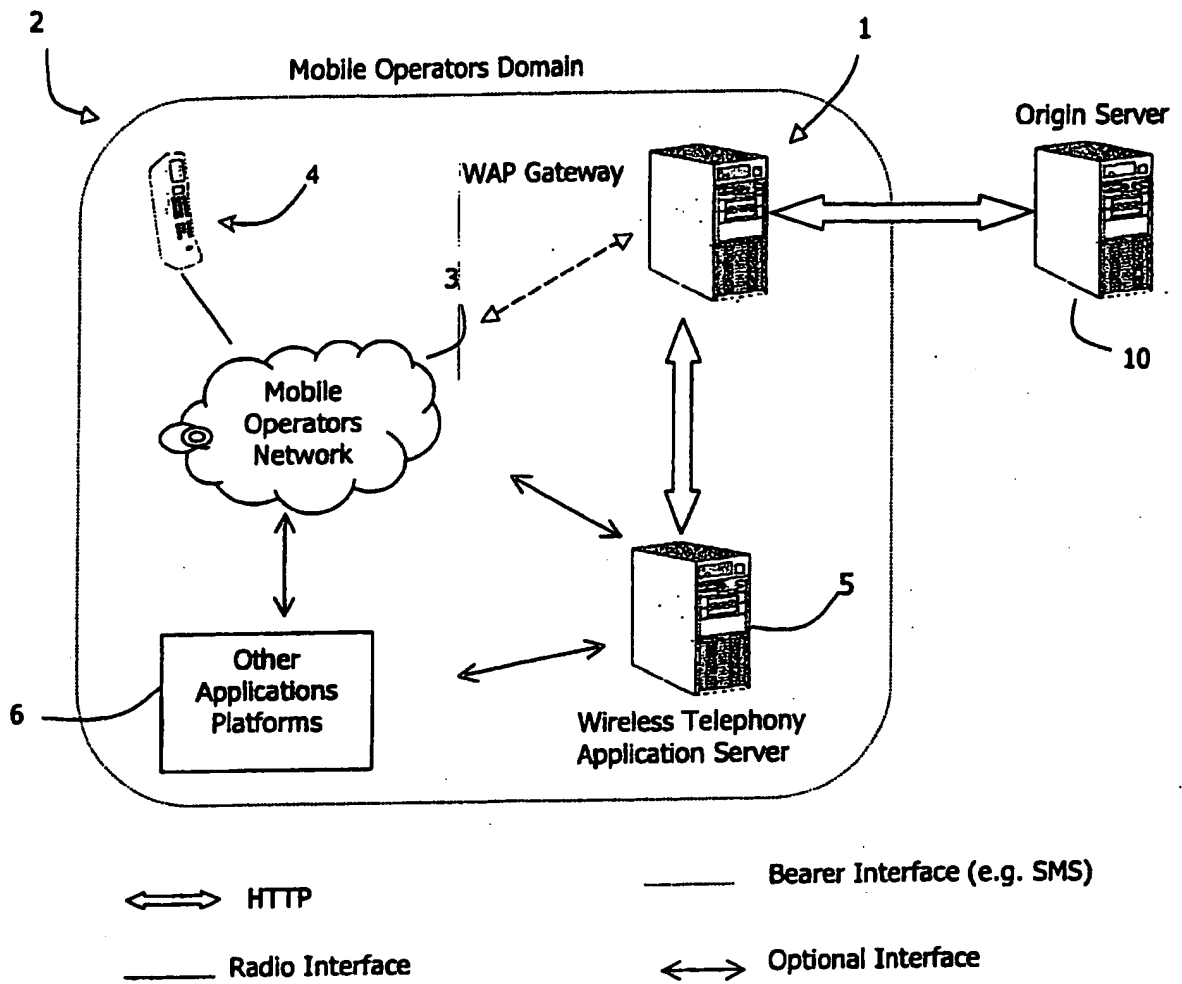 2
1
Mobile Operators Domain
Origin Server
4
WAP Gateway
3
10
Mobile
Operators
Network
5
Other
Applications
Platforms
6
Wireless Telephony
Application Server
HTTP
Bearer Interface (e.g. SMS)
Radio Interface
Optional Interface